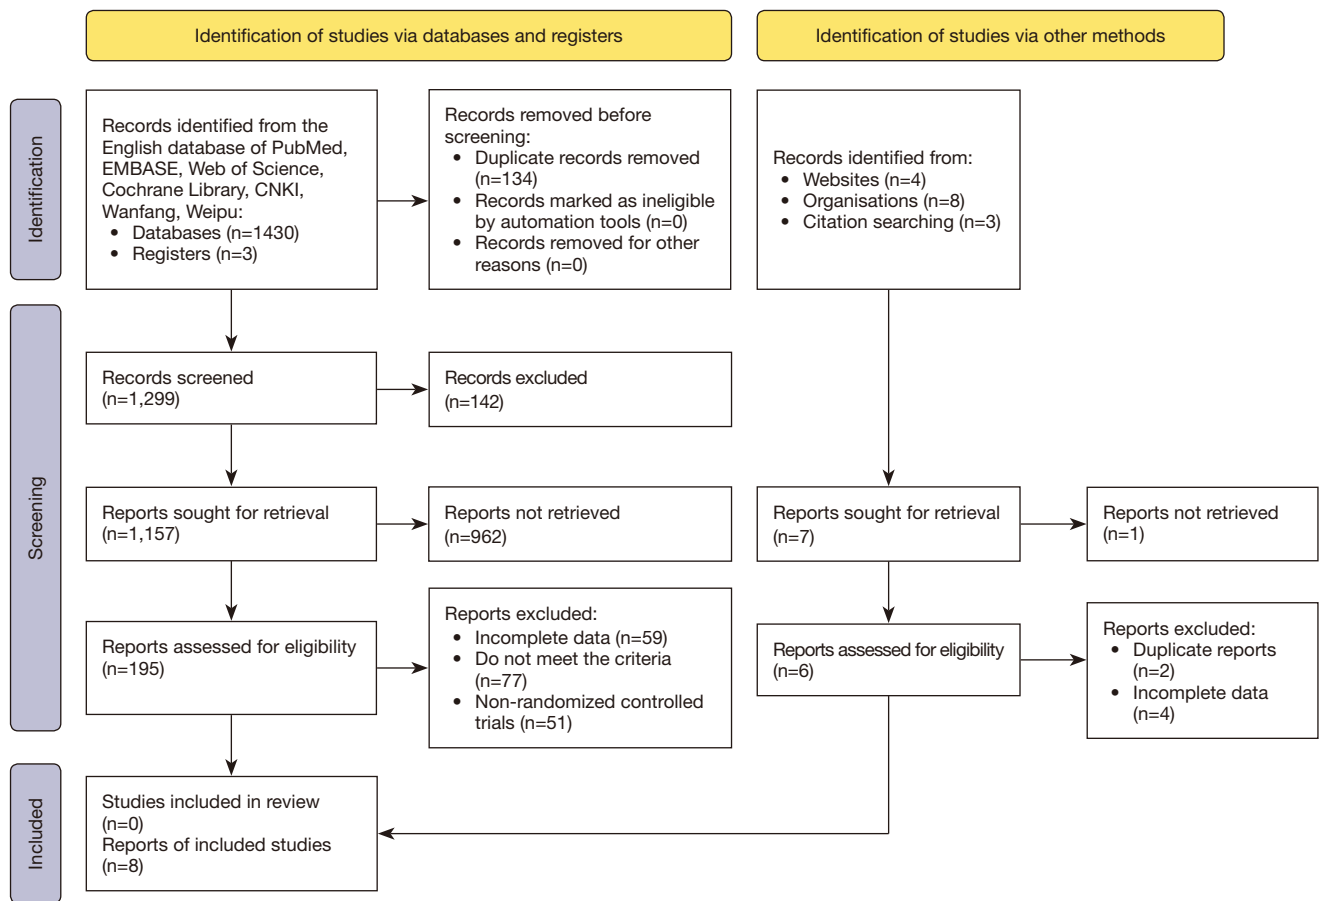 Identification of studies via databases and registers
Identification of studies via other methods
Identification
Records identified from the
English database of PubMed,
EMBASE, Web of Science,
Cochrane Library, CNKI,
Wanfang, Weipu:
• Databases (n=1430)
• Registers (n=3)
Records removed before
screening:
• Duplicate records removed
(n=134)
• Records marked as ineligible
by automation tools (n=0)
• Records removed for other
reasons (n=0)
Records identified from:
• Websites (n=4)
• Organisations (n=8)
• Citation searching (n=3)
Screening
Records screened
(n=1,299)
Records excluded
(n=142)
Reports sought for retrieval
(n=1,157)
Reports not retrieved
(n=962)
Reports sought for retrieval
(n=7)
Reports not retrieved
(n=1)
Reports assessed for eligibility
(n=195)
Reports excluded:
• Incomplete data (n=59)
• Do not meet the criteria
(n=77)
• Non-randomized controlled
trials (n=51)
Reports assessed for eligibility
(n=6)
Reports excluded:
• Duplicate reports
(n=2)
• Incomplete data
(n=4)
Included
Studies included in review
(n=0)
Reports of included studies
(n=8)